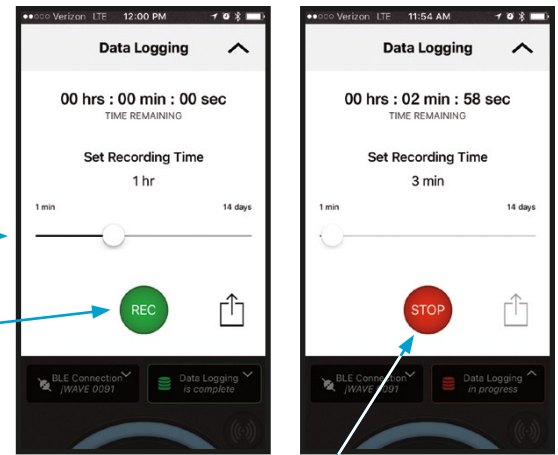 Verizon LTE 12:00 PM
Data Logging
00 hrs : 00 min : 00 sec
TIME REMAINING
Set Recording Time
1 hr
1 min 14 days
REC
BLE Connection
jWAVE 0091
Data Logging
is complete
Verizon LTE 11:54 AM
Data Logging
00 hrs : 02 min : 58 sec
TIME REMAINING
Set Recording Time
3 min
1 min 14 days
STOP
BLE Connection
jWAVE 0091
Data Logging
in progress